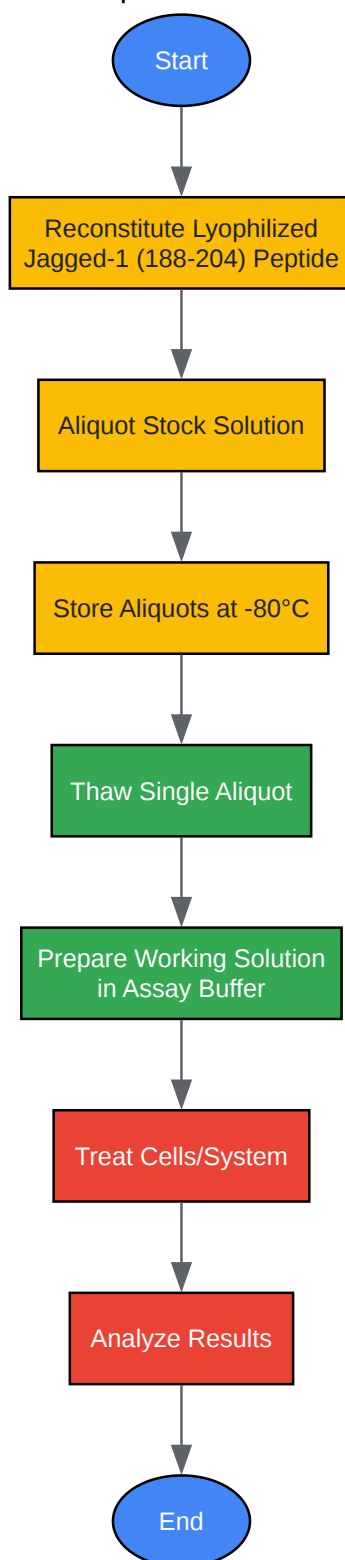 Start
Reconstitute Lyophilized
Jagged-1 (188-204) Peptide
Aliquot Stock Solution
Store Aliquots at -80°C
Thaw Single Aliquot
Prepare Working Solution
in Assay Buffer
Treat Cells/System
Analyze Results
End